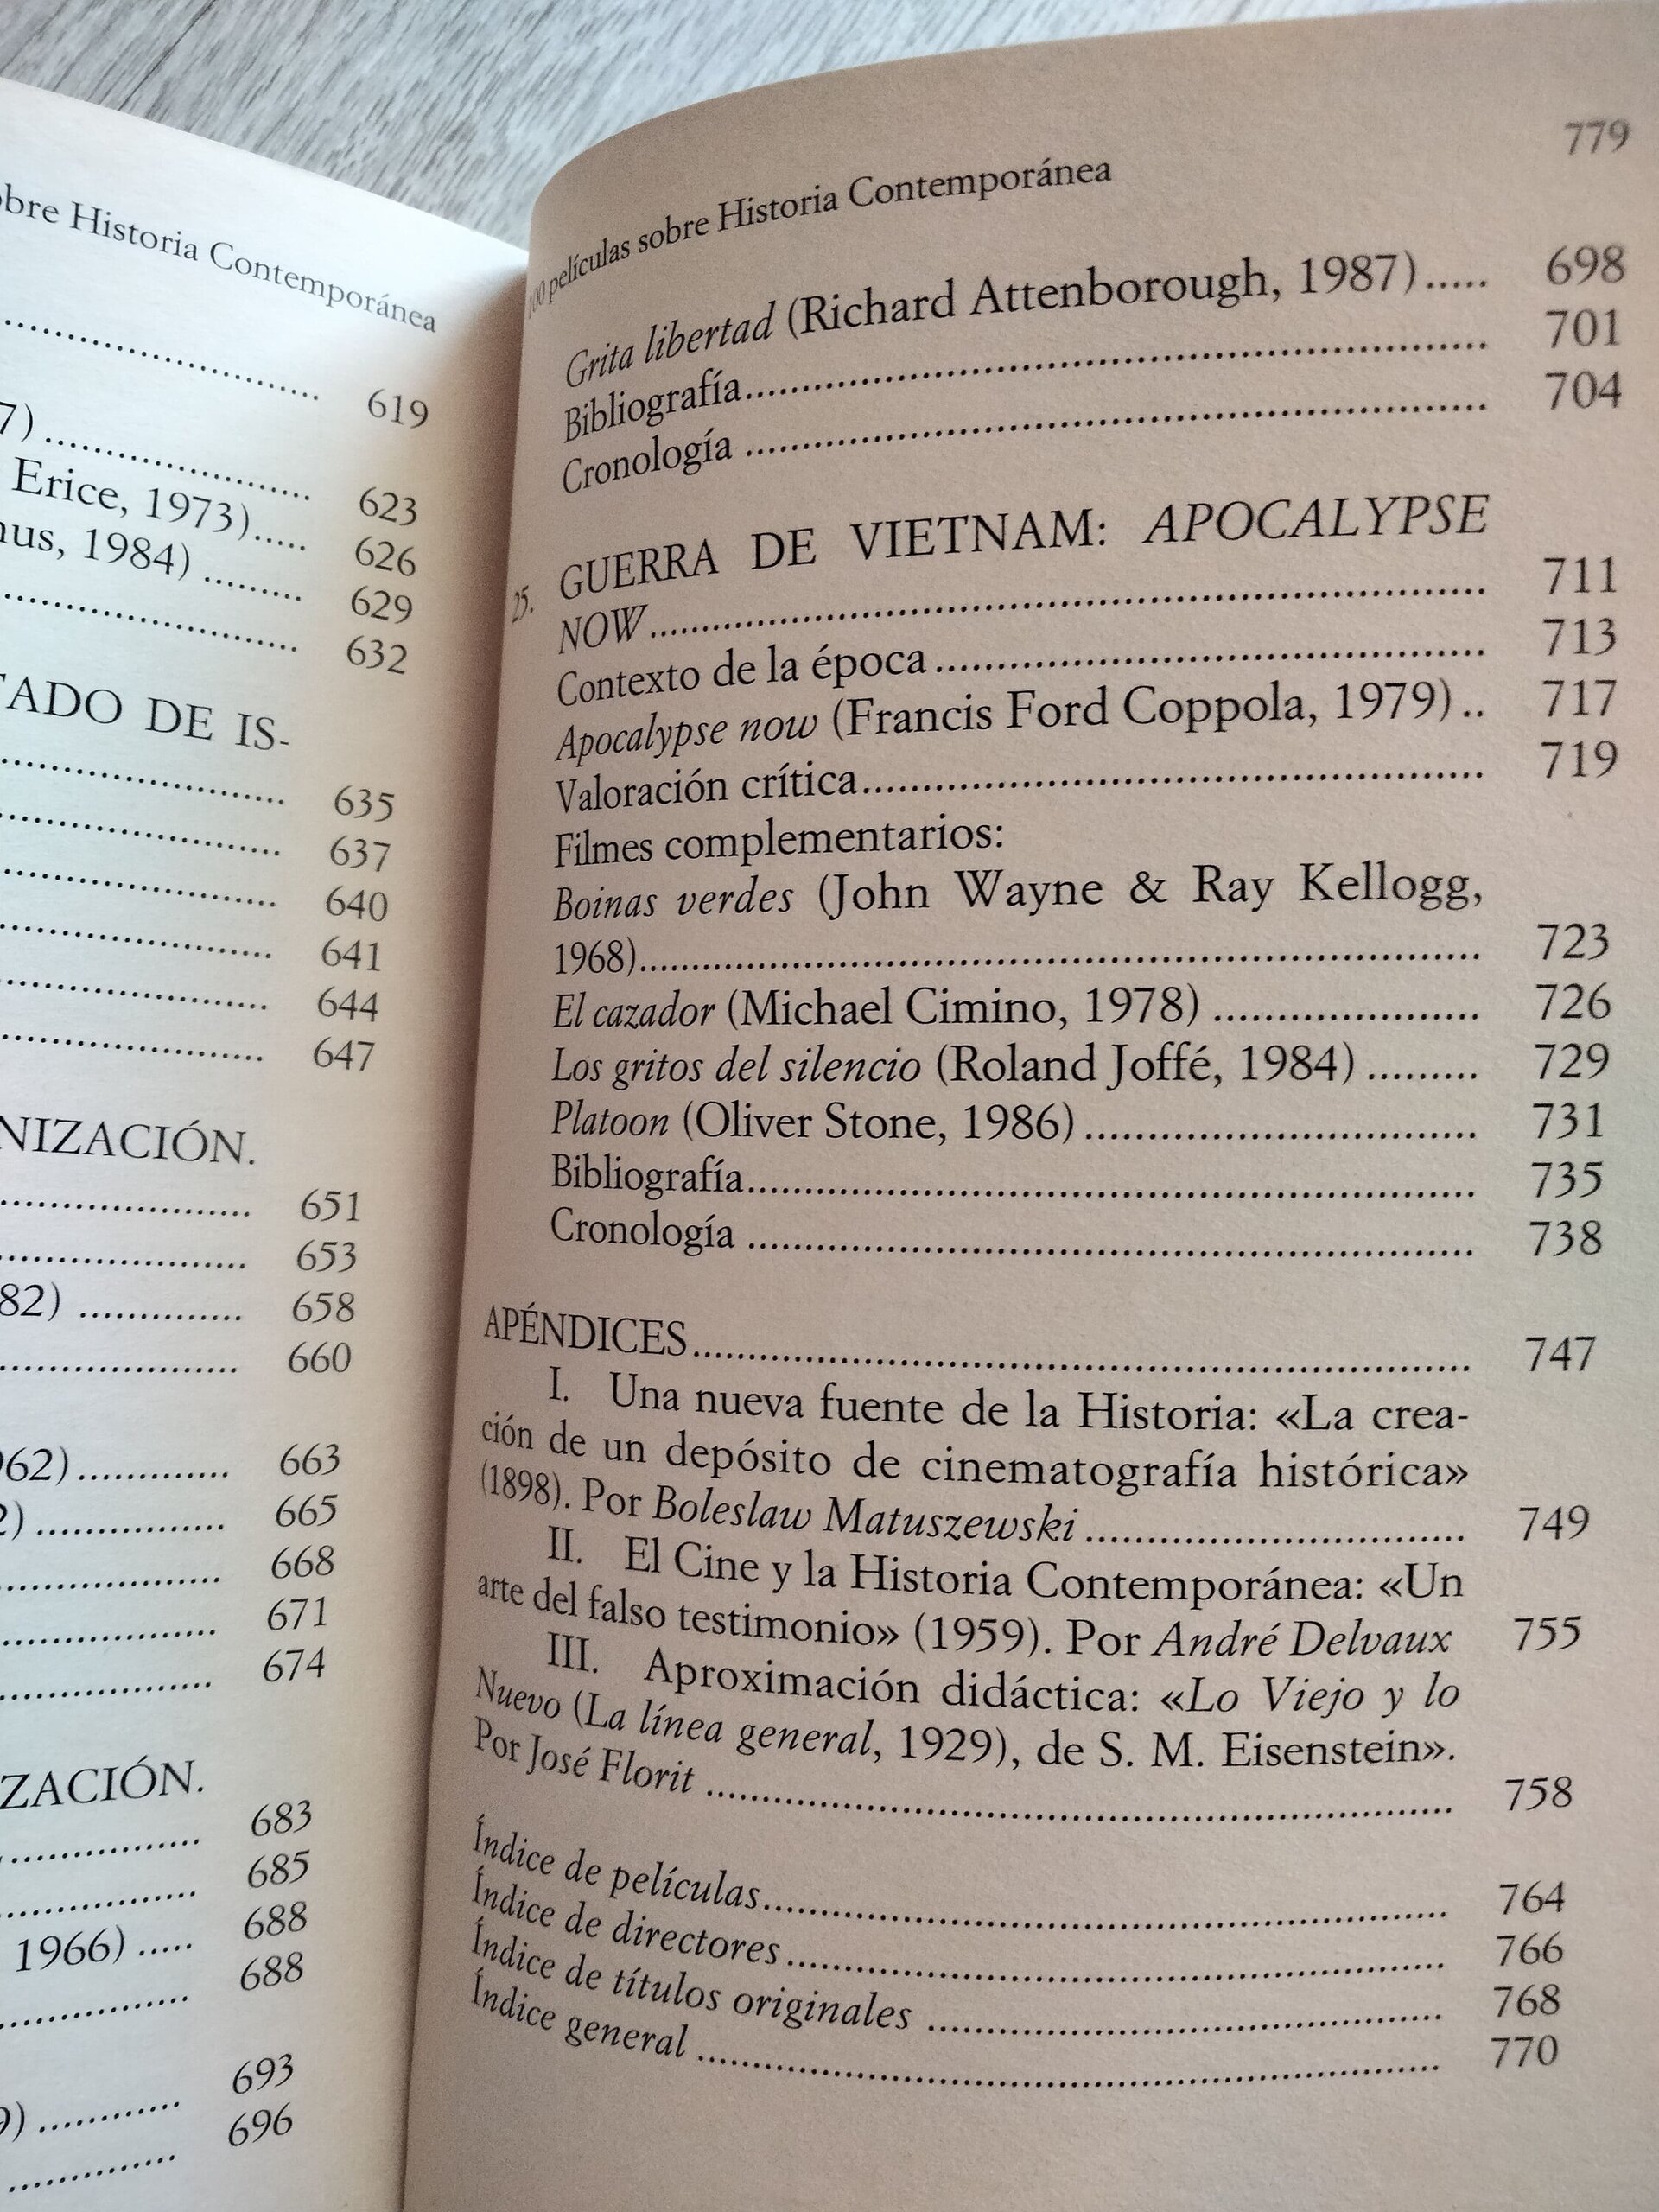 obre Historia Contemporánea
619
7) 623
Erice, 1973)..... 626
us, 1984) 629
632
TADO DE IS-
635
637
640
641
644
647
NIZACIÓN.
651
653
82) 658
660
962) 663
2) 665
668
671
674
ZACIÓN.
683
685
1966) ..... 688
688
693
9) 696
100 películas sobre Historia Contemporánea 779
Grita libertad (Richard Attenborough, 1987)..... 698
Bibliografía 701
Cronología 704
25. GUERRA DE VIETNAM: APOCALYPSE
NOW 711
Contexto de la época 713
Apocalypse now (Francis Ford Coppola, 1979) .. 717
Valoración crítica 719
Filmes complementarios:
Boinas verdes (John Wayne & Ray Kellogg,
1968) 723
El cazador (Michael Cimino, 1978) 726
Los gritos del silencio (Roland Joffé, 1984) 729
Platoon (Oliver Stone, 1986) 731
Bibliografía 735
Cronología 738
APÉNDICES 747
I. Una nueva fuente de la Historia: «La crea-
ción de un depósito de cinematografía histórica»
(1898). Por Boleslaw Matuszewski 749
II. El Cine y la Historia Contemporánea: «Un
arte del falso testimonio» (1959). Por André Delvaux 755
III. Aproximación didáctica: «Lo Viejo y lo
Nuevo (La línea general, 1929), de S. M. Eisenstein».
Por José Florit 758
Índice de películas 764
Índice de directores 766
Índice de títulos originales 768
Índice general 770